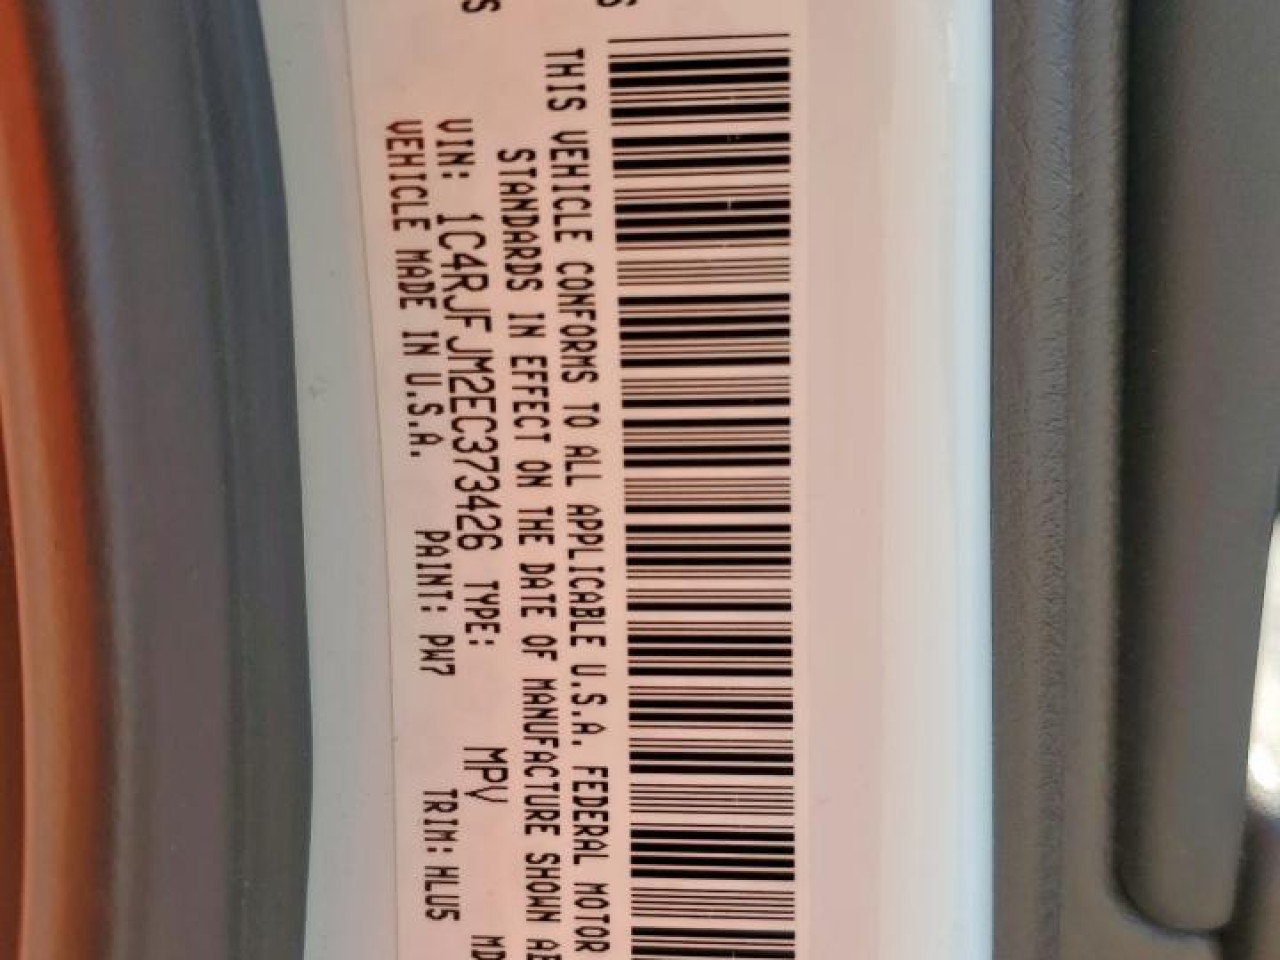 THIS VEHICLE CONFORMS TO ALL APPLICABLE U.S.A. FEDERAL MOTOR
STANDARDS IN EFFECT ON THE DATE OF MANUFACTURE SHOWN
VIN: 1C4RJFJM2EC373426 TYPE: MPV MD
VEHICLE MADE IN U.S.A. PAINT: PW7 TRIM: HLU5